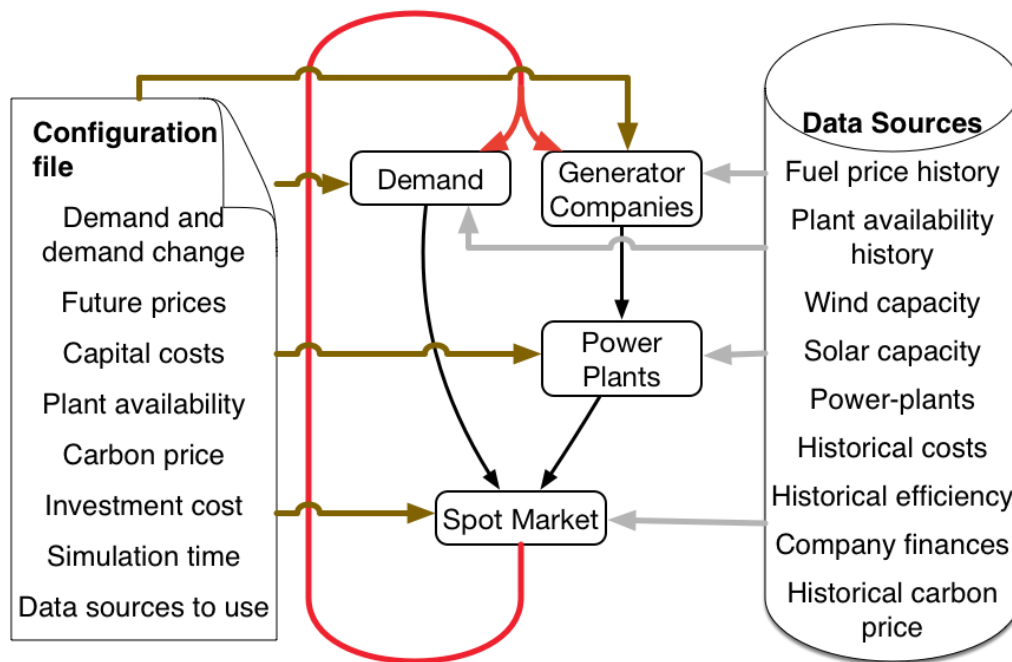 Configuration
file
Demand and
demand change
Future prices
Capital costs
Plant availability
Carbon price
Investment cost
Simulation time
Data sources to use
Demand
Generator
Companies
Power
Plants
Spot Market
Data Sources
Fuel price history
Plant availability
history
Wind capacity
Solar capacity
Power-plants
Historical costs
Historical efficiency
Company finances
Historical carbon
price